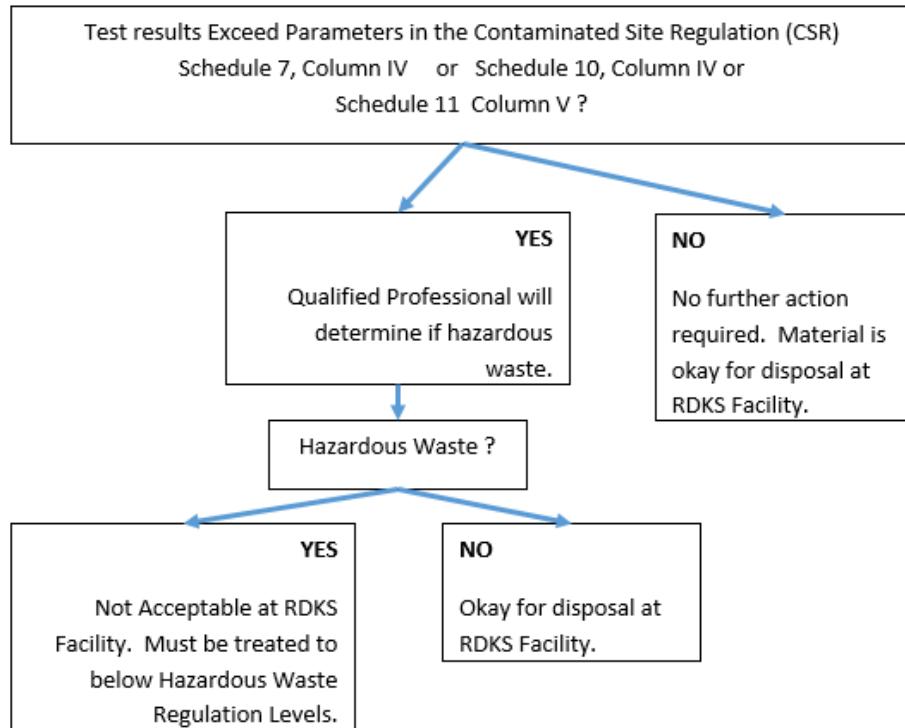 Test results Exceed Parameters in the Contaminated Site Regulation (CSR)
Schedule 7, Column IV or Schedule 10, Column IV or
Schedule 11 Column V ?
YES
Qualified Professional will
determine if hazardous
waste.
NO
No further action
required. Material is
okay for disposal at
RDKS Facility.
Hazardous Waste ?
YES
Not Acceptable at RDKS
Facility. Must be treated to
below Hazardous Waste
Regulation Levels.
NO
Okay for disposal at
RDKS Facility.